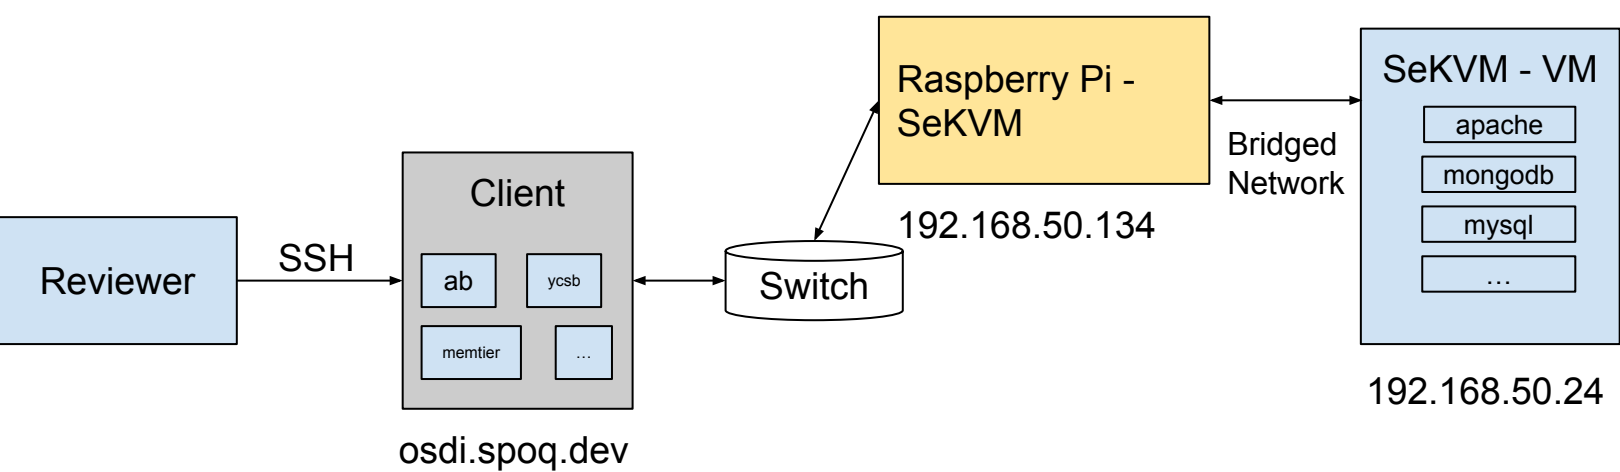 Reviewer
SSH
Client
ab
ycsb
memtier
...
osdi.spoq.dev
Switch
Raspberry Pi -
SeKVM
192.168.50.134
Bridged
Network
SeKVM - VM
apache
mongodb
mysql
...
192.168.50.24